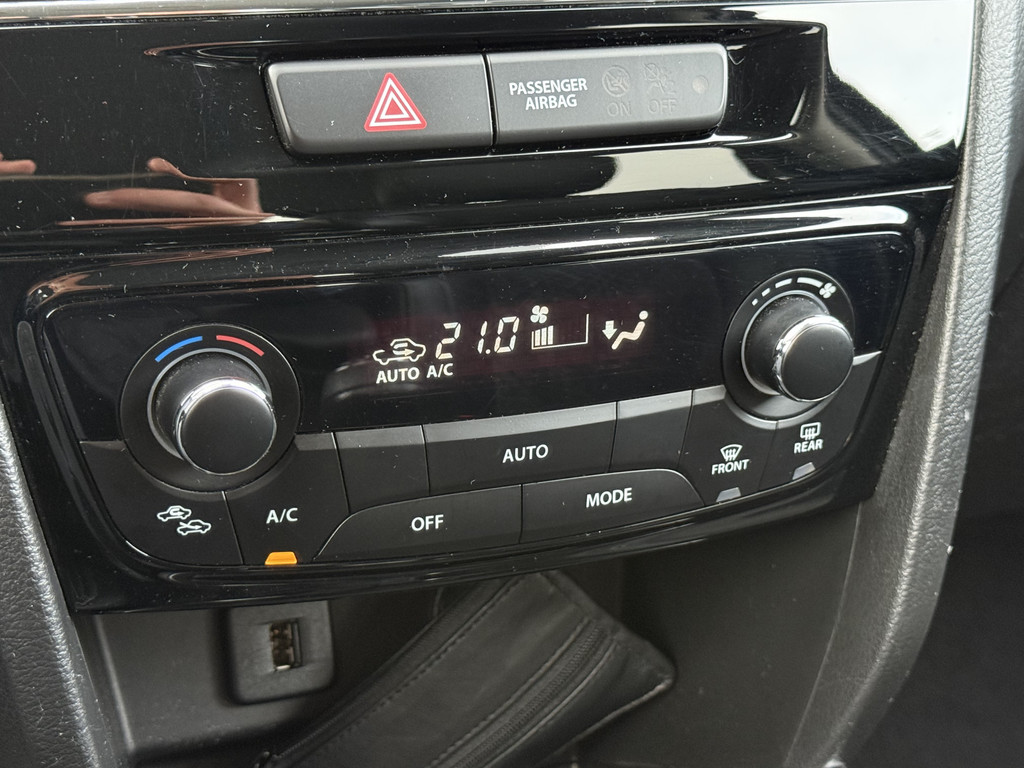 PASSENGER
AIRBAG
ON
OFF
21.0
AUTO A/C
AUTO
A/C
OFF
MODE
FRONT
REAR